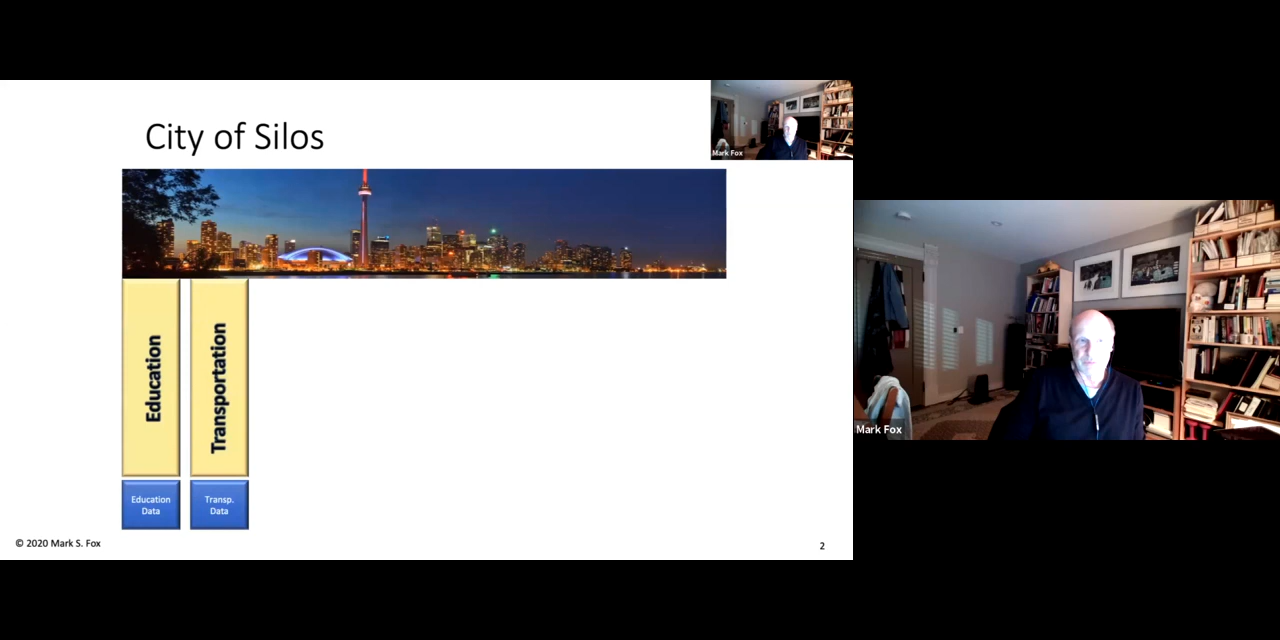 City of Silos
Mark Fox
Education
Transportation
Education
Data
Transp.
Data
© 2020 Mark S. Fox
2
Mark Fox